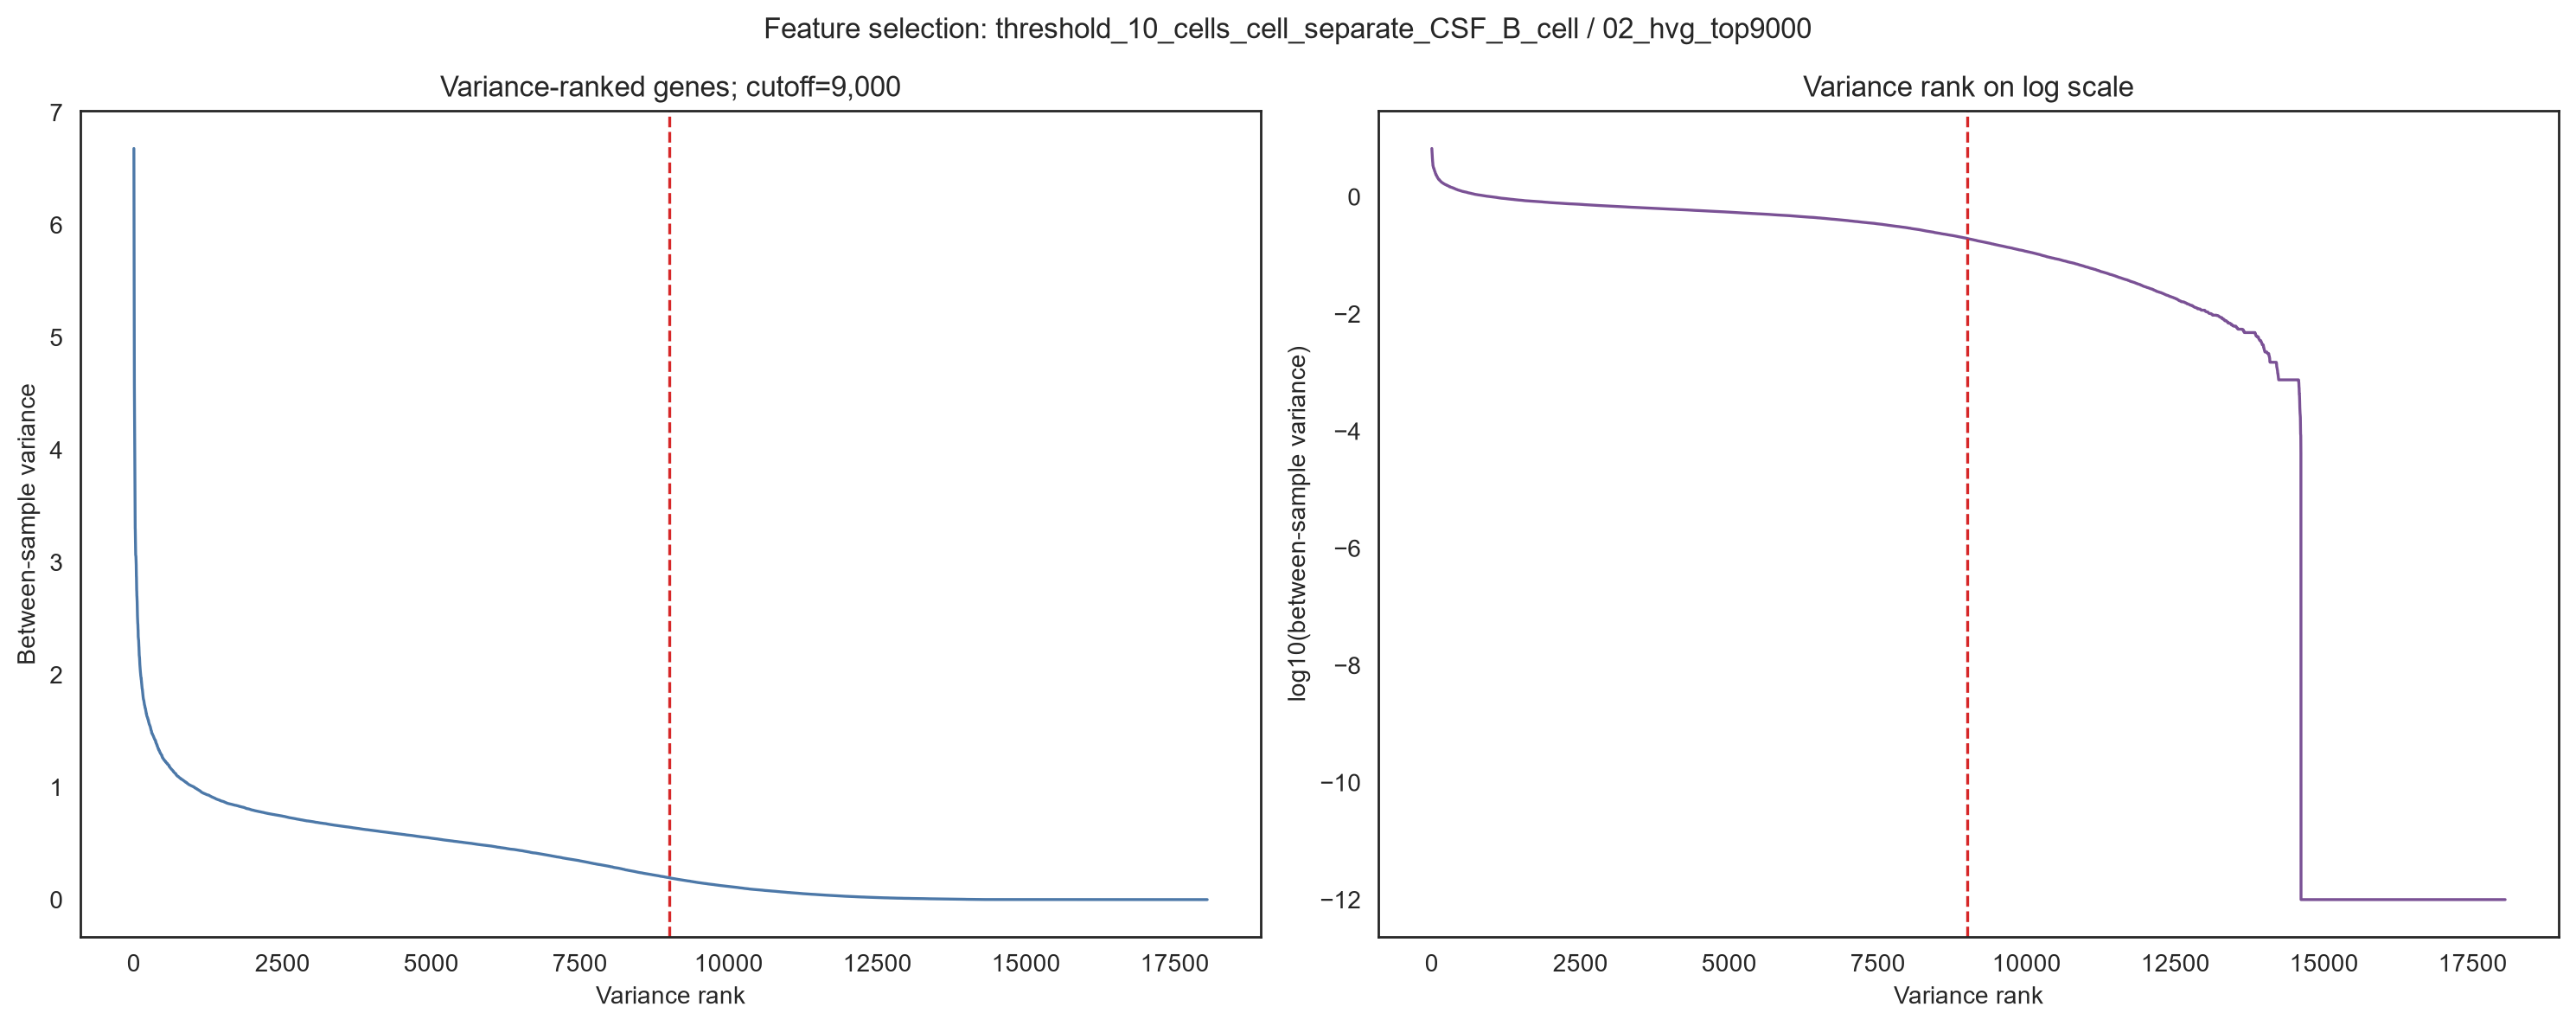 Feature selection: threshold_10_cells_cell_separate_CSF_B_cell / 02_hvg_top9000
Variance-ranked genes; cutoff=9,000
7
6
5
4
3
2
1
0
Between-sample variance
0 2500 5000 7500 10000 12500 15000 17500
Variance rank
Variance rank on log scale
0
−2
−4
−6
−8
−10
−12
log10(between-sample variance)
0 2500 5000 7500 10000 12500 15000 17500
Variance rank